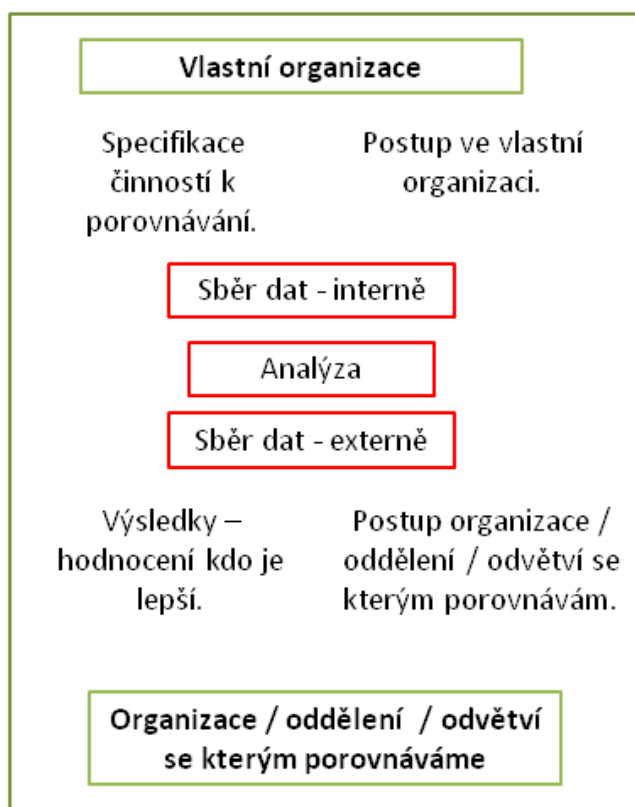 Vlastní organizace
Specifikace
činností k
porovnávání.
Postup ve vlastní
organizaci.
Sběr dat - interně
Analýza
Sběr dat - externě
Výsledky –
hodnocení kdo je
lepší.
Postup organizace /
oddělení / odvětví se
kterým porovnávám.
Organizace / oddělení / odvětví
se kterým porovnáváme